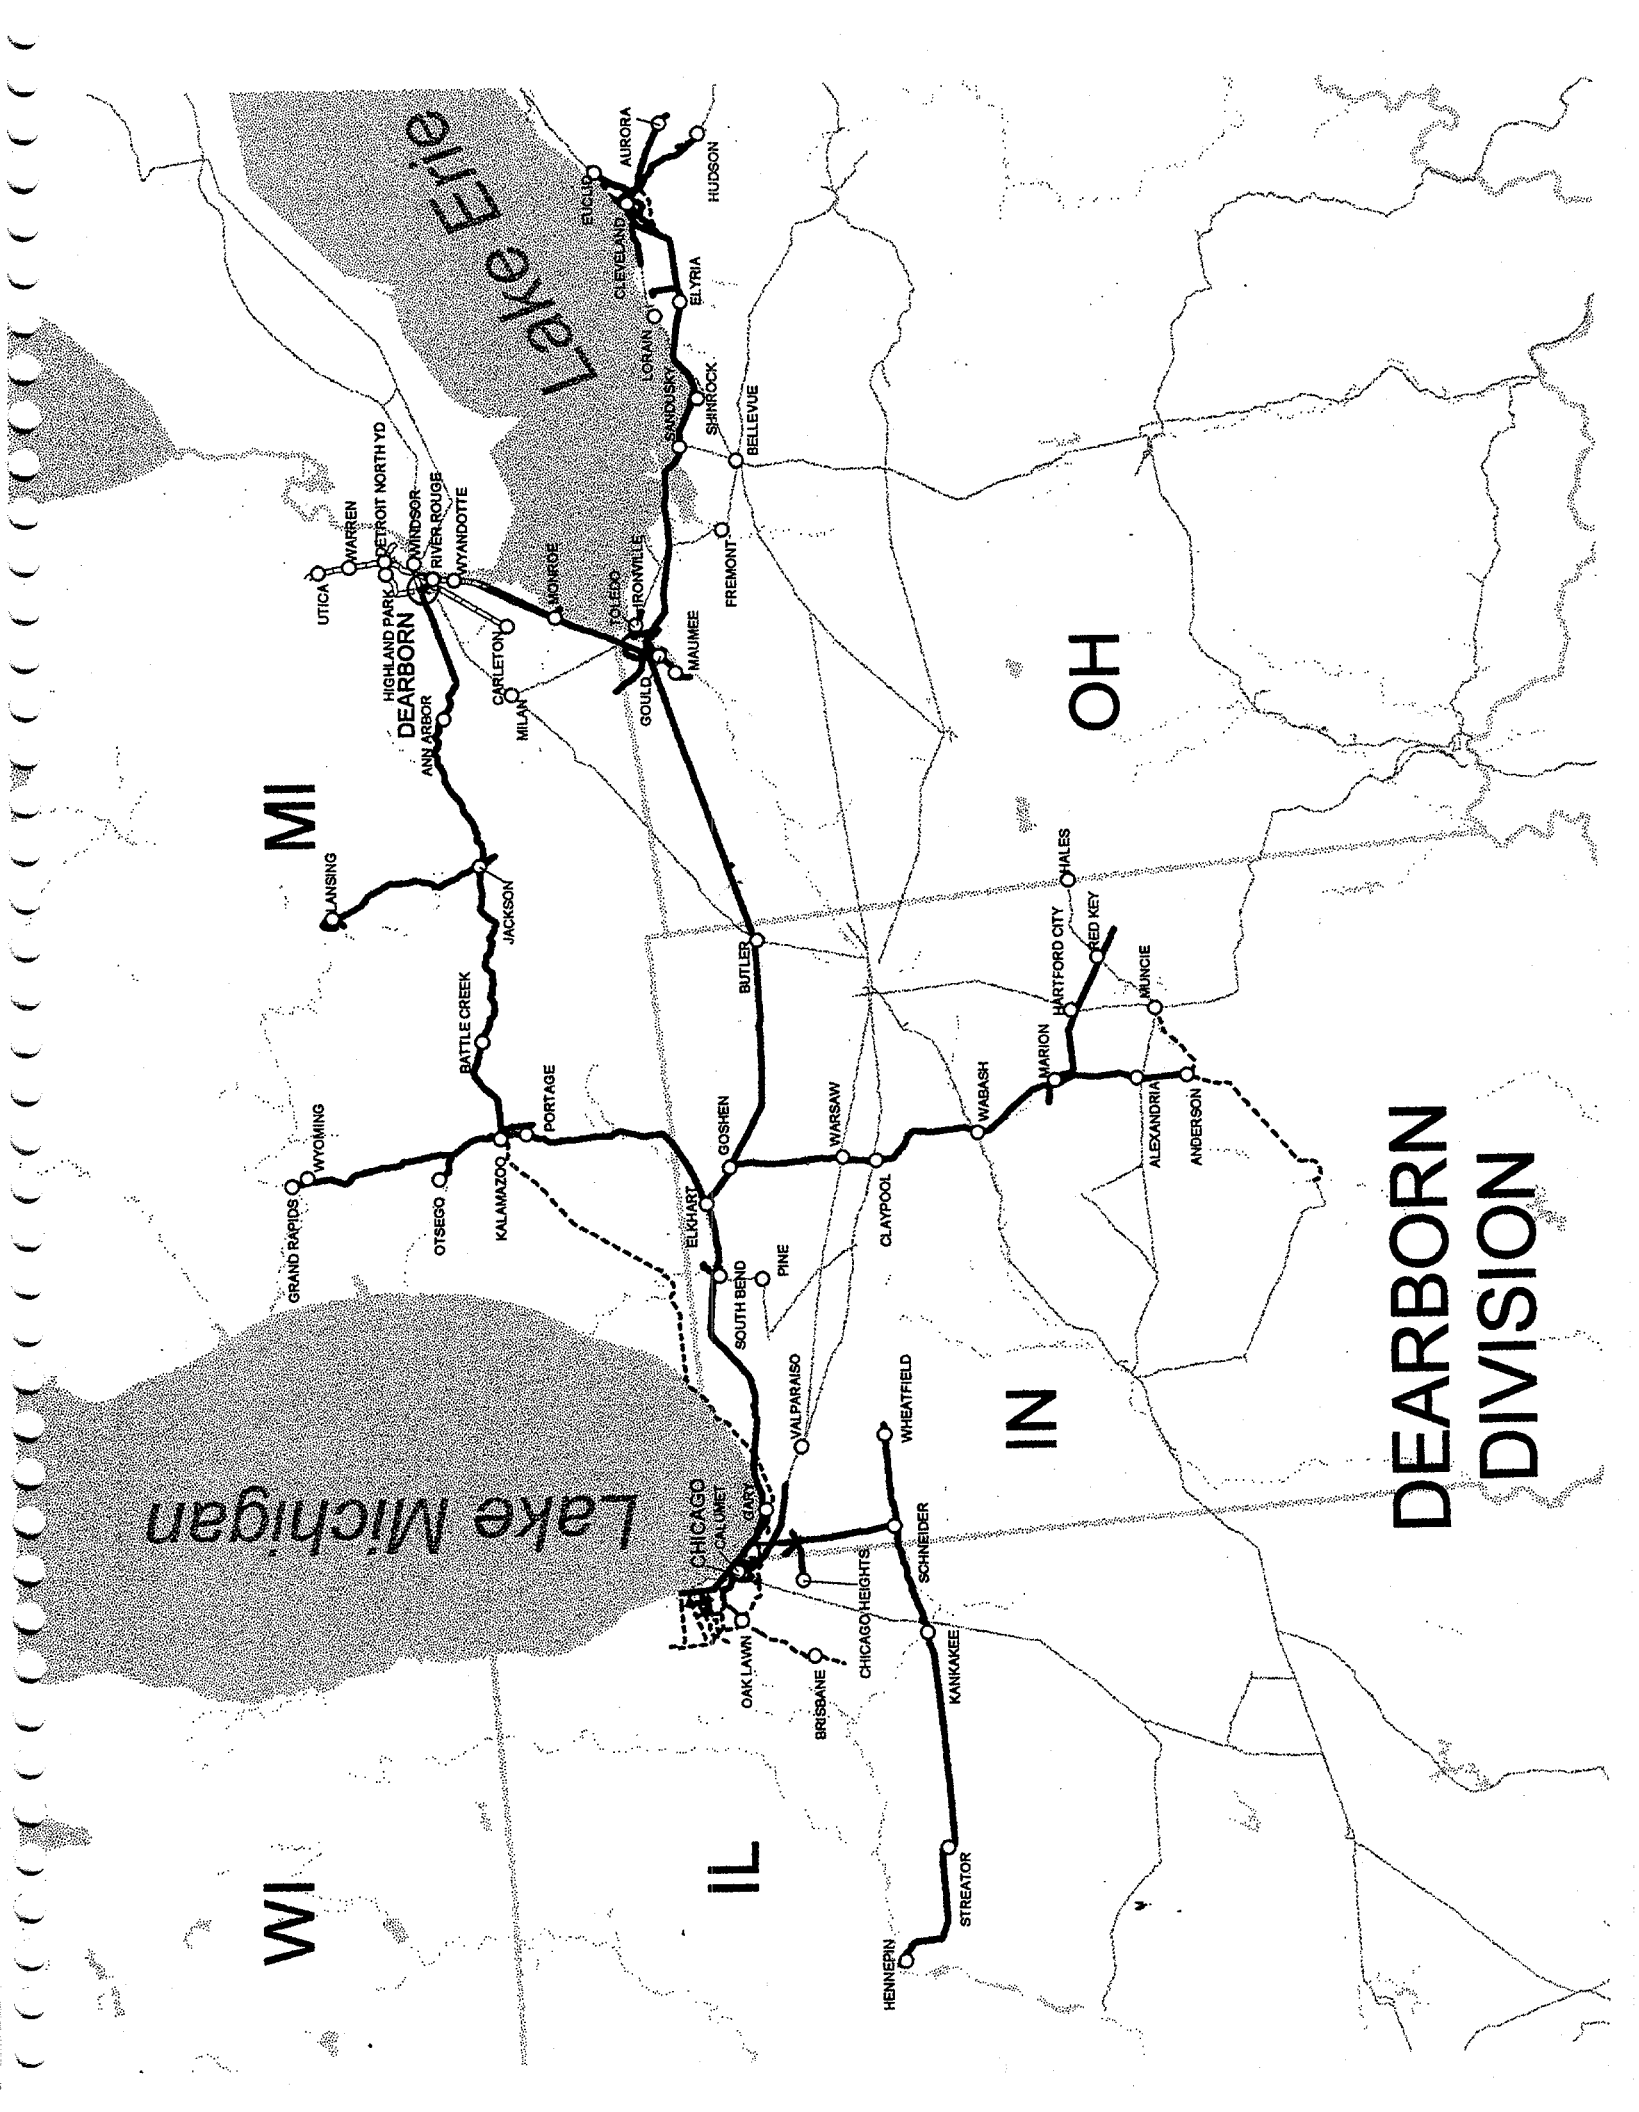 WI
MI
IL
IN
OH
Lake Michigan
Lake Erie
LANSING
UTICA
WARREN
DETROIT NORTH YD
WINDSOR
RIVER ROUGE
WYANDOTTE
HIGHLAND PARK
DEARBORN
ANN ARBOR
CARLETON
MILAN
MONROE
JACKSON
BATTLE CREEK
PORTAGE
KALAMAZOO
OTSEGO
WYOMING
GRAND RAPIDS
EUCLID
AURORA
HUDSON
CLEVELAND
ELYRIA
LORAIN
SANDUSKY
SHINROCK
BELLEVUE
FREMONT
TOLEDO
IRONVILLE
MAUMEE
GOULD
BUTLER
GOSHEN
ELKHART
SOUTH BEND
PINE
WARSAW
CLAYPOOL
WABASH
MARION
HARTFORD CITY
RED KEY
HALES
MUNCIE
ALEXANDRIA
ANDERSON
VALPARAISO
WHEATFIELD
CHICAGO
CALUMET
GARY
SCHNEIDER
CHICAGO HEIGHTS
OAK LAWN
BRISBANE
KANKAKEE
STREATOR
HENNEPIN
DEARBORN
DIVISION